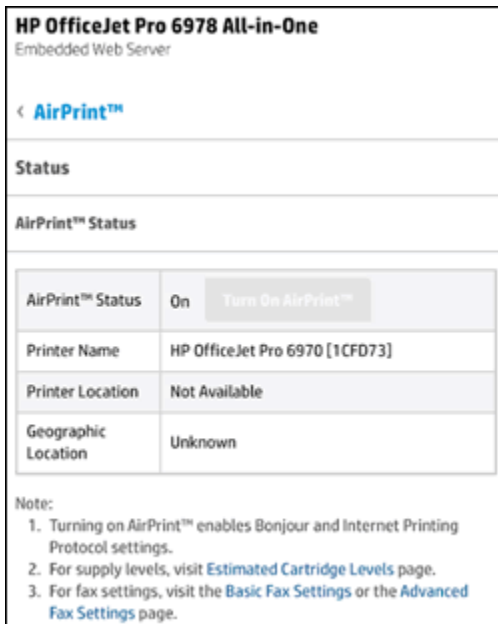 HP OfficeJet Pro 6978 All-in-One
Embedded Web Server
< AirPrint™
Status
AirPrint™ Status
AirPrint™ Status On Turn On AirPrint™
Printer Name HP OfficeJet Pro 6970 [1CFD73]
Printer Location Not Available
Geographic
Location Unknown
Note:
1. Turning on AirPrint™ enables Bonjour and Internet Printing
Protocol settings.
2. For supply levels, visit Estimated Cartridge Levels page.
3. For fax settings, visit the Basic Fax Settings or the Advanced
Fax Settings page.